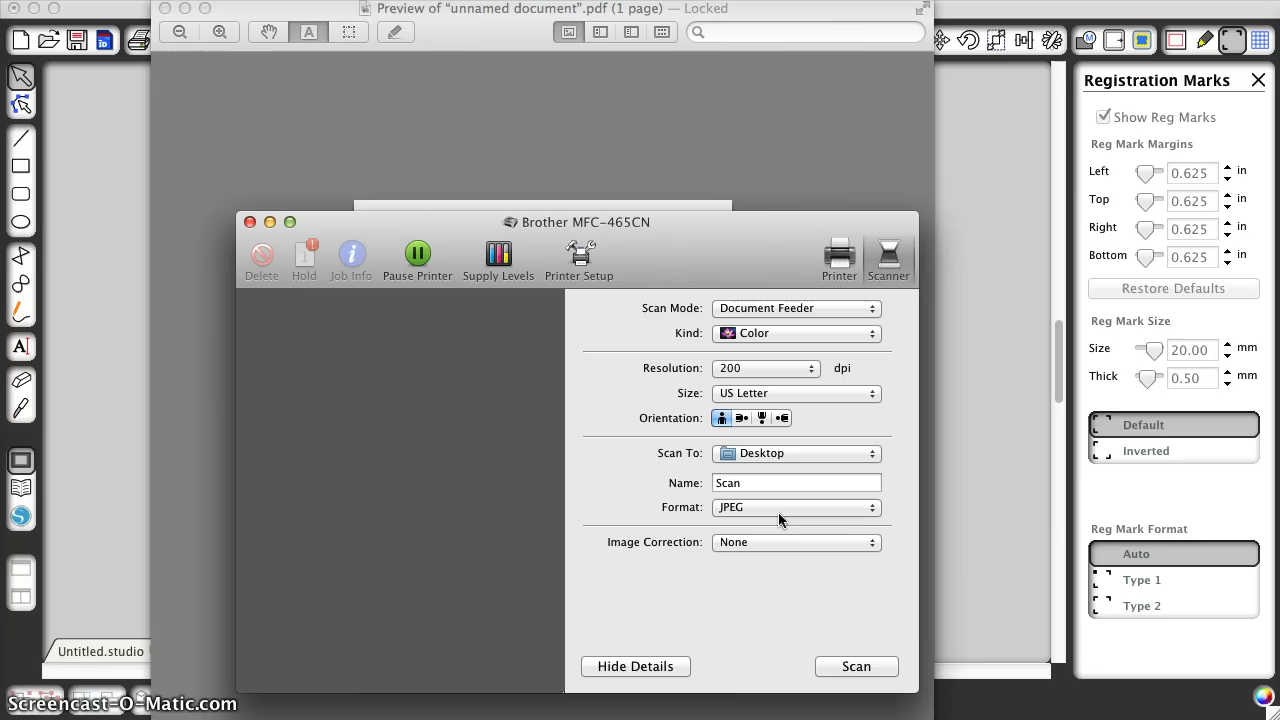 Preview of “unnamed document”.pdf (1 page) — Locked
Registration Marks
Show Reg Marks
Reg Mark Margins
Left 0.625 in
Top 0.625 in
Right 0.625 in
Bottom 0.625 in
Restore Defaults
Reg Mark Size
Size 20.00 mm
Thick 0.50 mm
Default
Inverted
Reg Mark Format
Auto
Type 1
Type 2
Brother MFC-465CN
Delete Hold Job Info Pause Printer Supply Levels Printer Setup Printer Scanner
Scan Mode: Document Feeder
Kind: Color
Resolution: 200 dpi
Size: US Letter
Orientation:
Scan To: Desktop
Name: Scan
Format: JPEG
Image Correction: None
Hide Details Scan
Untitled.studio
Screencast-O-Matic.com